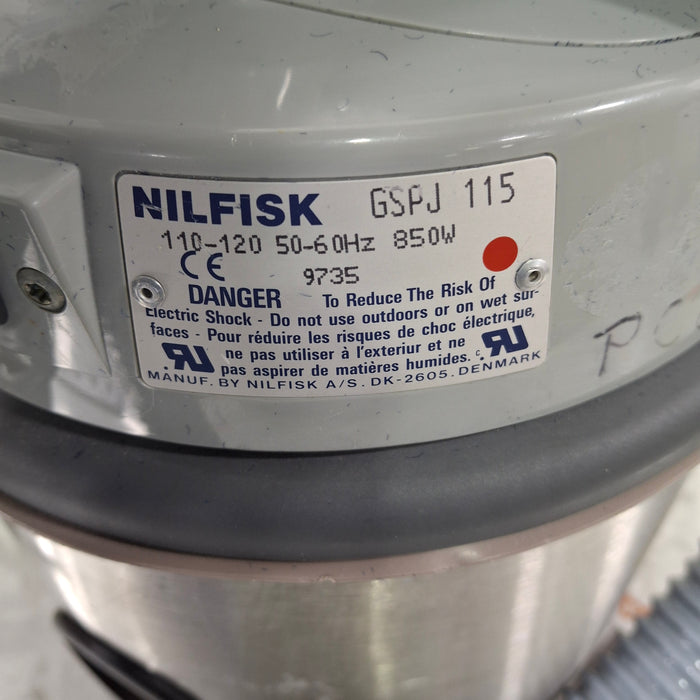 NILFISK GSPJ 115
110-120 50-60Hz 850W
CE 9735
DANGER To Reduce The Risk Of
Electric Shock - Do not use outdoors or on wet sur-
faces - Pour réduire les risques de choc électrique,
ne pas utiliser à l'exterior et ne
pas aspirer de matières humides.
MANUF. BY NILFISK A/S. DK-2605. DENMARK